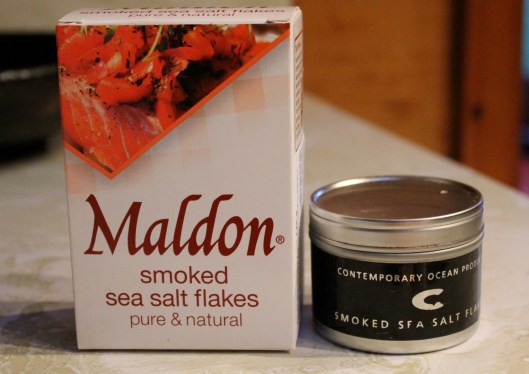 smoked sea salt flakes
pure & natural
Maldon®
smoked
sea salt flakes
pure & natural
CONTEMPORARY OCEAN
C
SMOKED SEA SALT